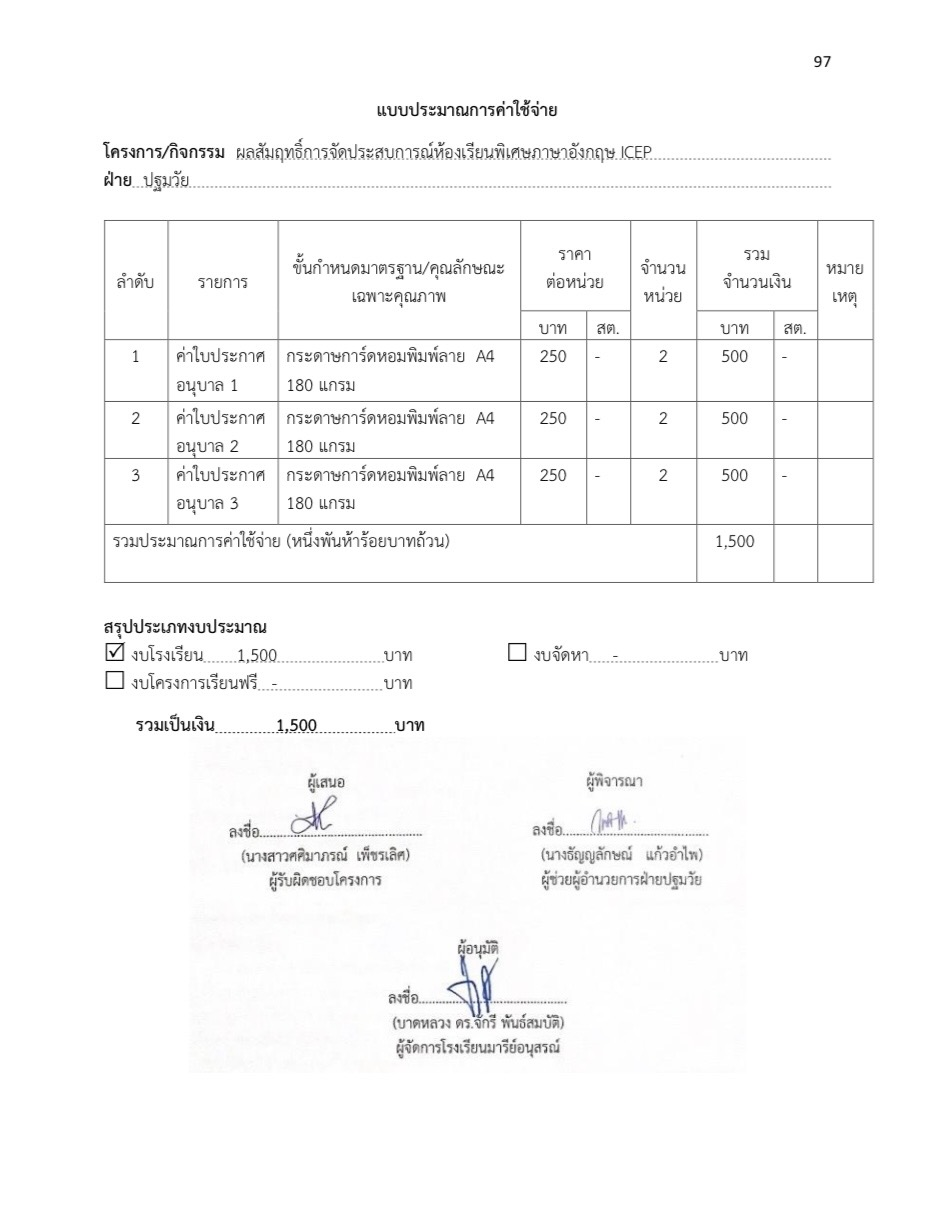 97
แบบประมาณการค่าใช้จ่าย
โครงการ/กิจกรรม ผลสัมฤทธิ์การจัดประสบการณ์ห้องเรียนพิเศษภาษาอังกฤษ ICEP
ฝ่าย ปฐมวัย
ลำดับ รายการ ขั้นกำหนดมาตรฐาน/คุณลักษณะ เฉพาะคุณภาพ ราคา ต่อหน่วย จำนวน หน่วย รวม จำนวนเงิน หมาย เหตุ
บาท สต. บาท สต.
1 ค่าใบประกาศ กระดาษการ์ดหอมพิมพ์ลาย A4 250 - 2 500 -
อนุบาล 1 180 แกรม
2 ค่าใบประกาศ กระดาษการ์ดหอมพิมพ์ลาย A4 250 - 2 500 -
อนุบาล 2 180 แกรม
3 ค่าใบประกาศ กระดาษการ์ดหอมพิมพ์ลาย A4 250 - 2 500 -
อนุบาล 3 180 แกรม
รวมประมาณการค่าใช้จ่าย (หนึ่งพันห้าร้อยบาทถ้วน) 1,500
สรุปประเภทงบประมาณ
☑ งบโรงเรียน 1,500 บาท ☐ งบจัดหา - บาท
☐ งบโครงการเรียนฟรี - บาท
รวมเป็นเงิน 1,500 บาท
ผู้เสนอ ผู้พิจารณา
ลงชื่อ ลงชื่อ
(นางสาวศศิมาภรณ์ เพ็ชรเลิศ) (นางธัญญลักษณ์ แก้วอำไพ)
ผู้รับผิดชอบโครงการ ผู้ช่วยผู้อำนวยการฝ่ายปฐมวัย
ผู้อนุมัติ
ลงชื่อ
(บาดหลวง ดร.จักรี พันธ์สมบัติ)
ผู้จัดการโรงเรียนมารีย์อนุสรณ์